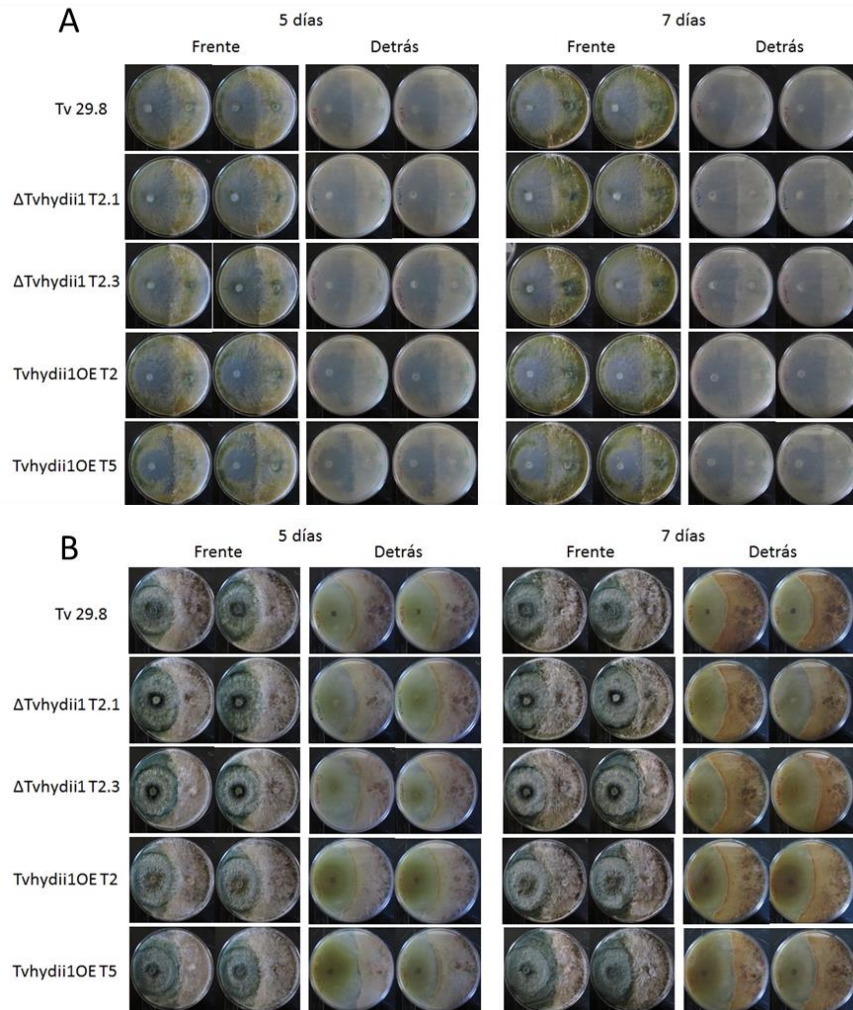 A
5 días 7 días
Frente Detrás Frente Detrás
Tv 29.8
ΔTvhydii1 T2.1
ΔTvhydii1 T2.3
Tvhydii1OE T2
Tvhydii1OE T5
B
5 días 7 días
Frente Detrás Frente Detrás
Tv 29.8
ΔTvhydii1 T2.1
ΔTvhydii1 T2.3
Tvhydii1OE T2
Tvhydii1OE T5